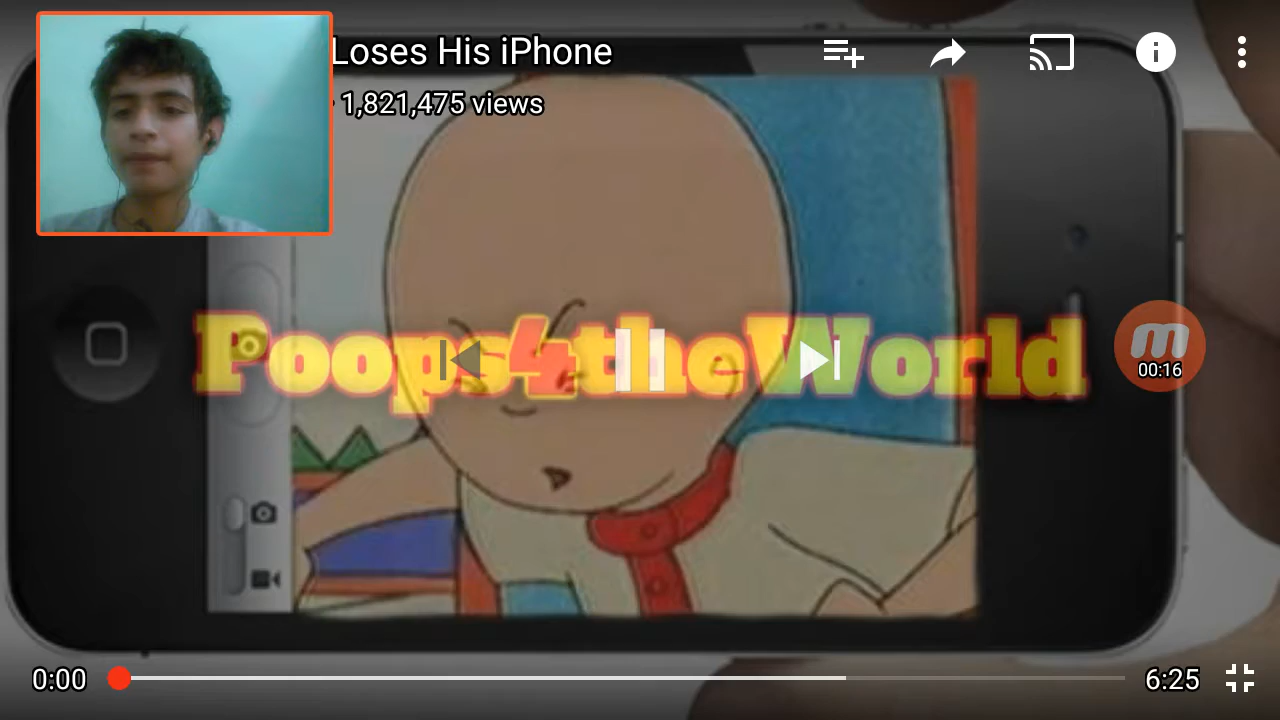 Loses His iPhone
1,821,475 views
Poops4theWorld
00:16
0:00
6:25